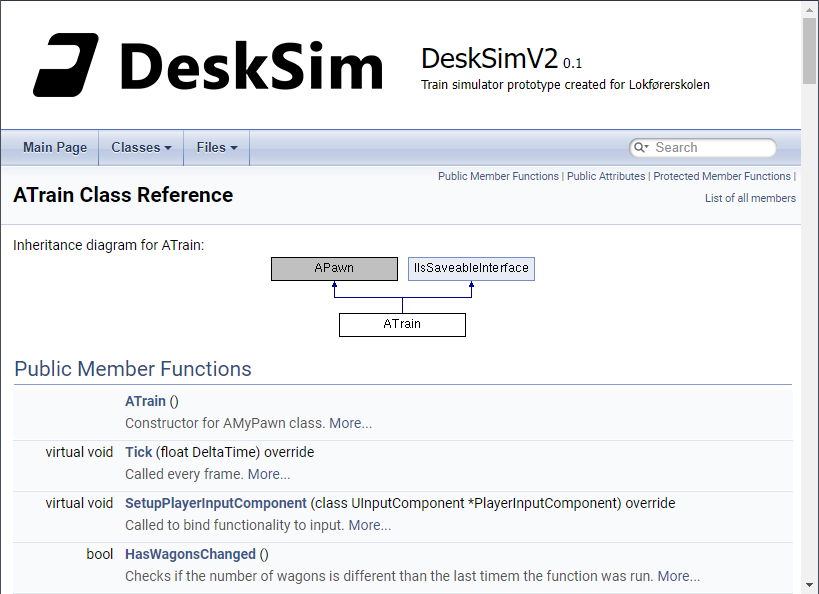 DeskSim
DeskSimV2 0.1
Train simulator prototype created for Lokførerskolen
Main Page
Classes
Files
Search
Public Member Functions | Public Attributes | Protected Member Functions |
List of all members
ATrain Class Reference
Inheritance diagram for ATrain:
APawn
IIsSaveableInterface
ATrain
Public Member Functions
ATrain ()
Constructor for AMyPawn class. More...
virtual void Tick (float DeltaTime) override
Called every frame. More...
virtual void SetupPlayerInputComponent (class UInputComponent *PlayerInputComponent) override
Called to bind functionality to input. More...
bool HasWagonsChanged ()
Checks if the number of wagons is different than the last timem the function was run. More...